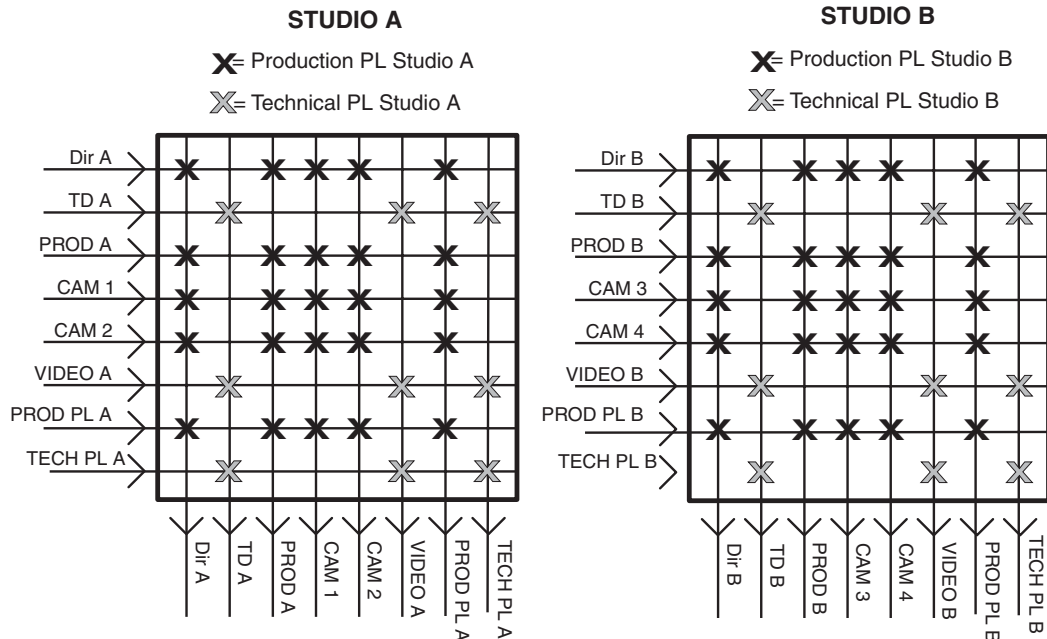 STUDIO A
X= Production PL Studio A
X= Technical PL Studio A
Dir A
TD A
PROD A
CAM 1
CAM 2
VIDEO A
PROD PL A
TECH PL A
Dir A
TD A
PROD A
CAM 1
CAM 2
VIDEO A
PROD PL A
TECH PL A
STUDIO B
X= Production PL Studio B
X= Technical PL Studio B
Dir B
TD B
PROD B
CAM 3
CAM 4
VIDEO B
PROD PL B
TECH PL B
Dir B
TD B
PROD B
CAM 3
CAM 4
VIDEO B
PROD PL B
TECH PL B